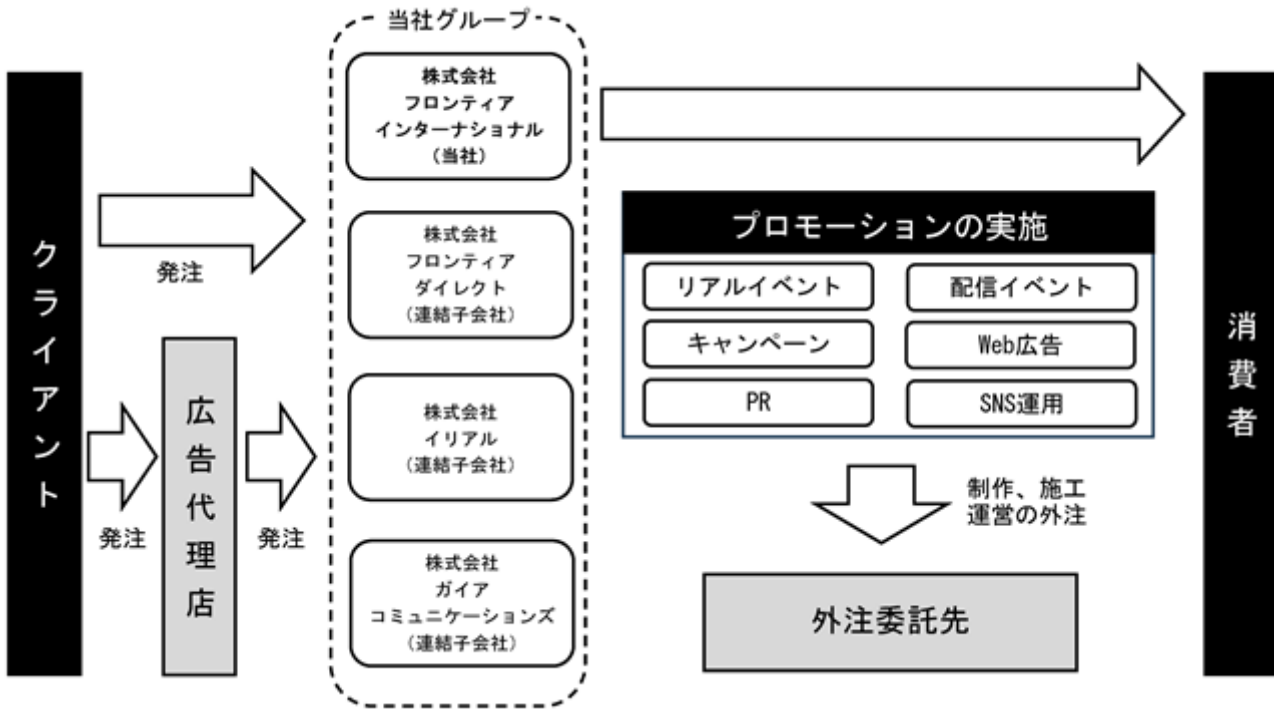 当社グループ
株式会社
フロンティア
インターナショナル
(当社)
株式会社
フロンティア
ダイレクト
(連結子会社)
株式会社
イリアル
(連結子会社)
株式会社
ガイア
コミュニケーションズ
(連結子会社)
クライアント
発注
発注
広告代理店
発注
プロモーションの実施
リアルイベント
配信イベント
キャンペーン
Web広告
PR
SNS運用
制作、施工
運営の外注
外注委託先
消費者